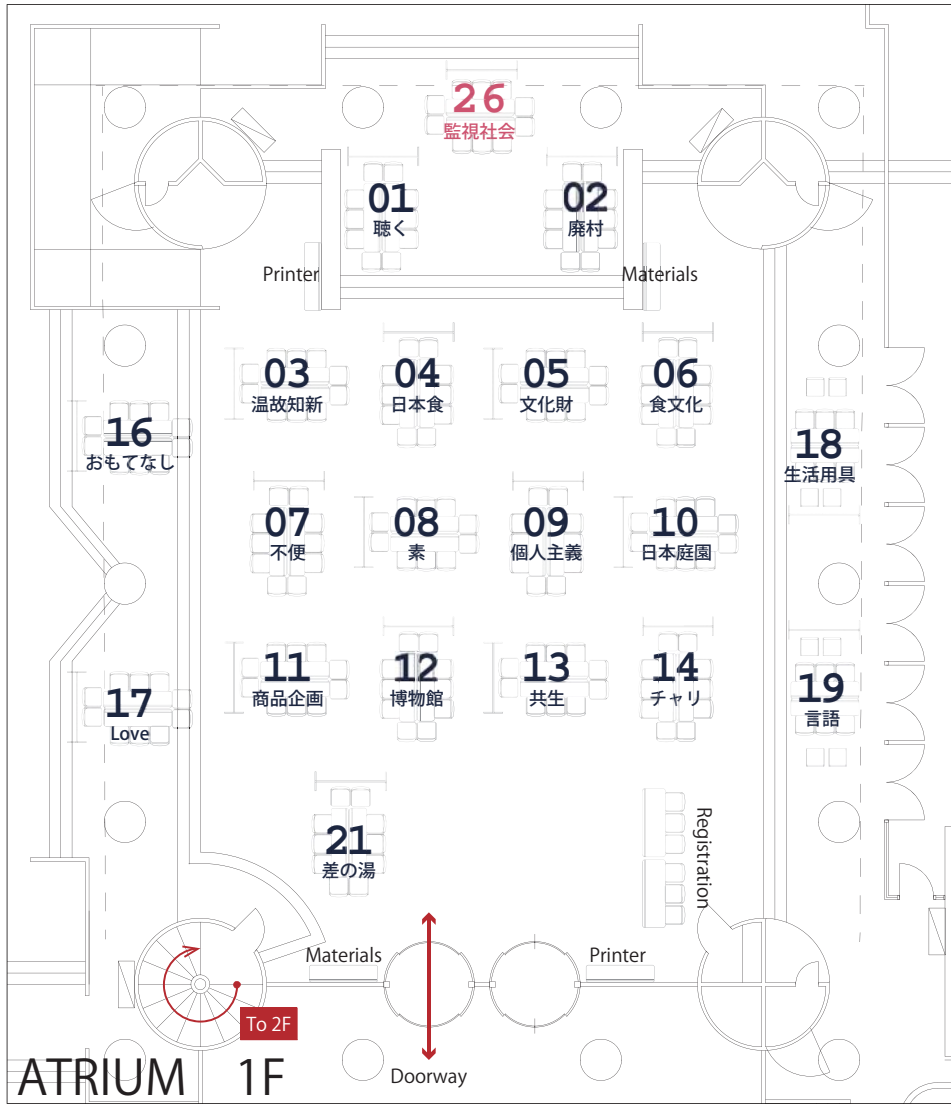 26
監視社会
01
聴く
02
廃村
Printer
Materials
03
温故知新
04
日本食
05
文化財
06
食文化
16
おもてなし
18
生活用具
07
不便
08
素
09
個人主義
10
日本庭園
11
商品企画
12
博物館
13
共生
14
チャリ
17
Love
19
言語
21
差の湯
Registration
Materials
Printer
To 2F
Doorway
ATRIUM 1F